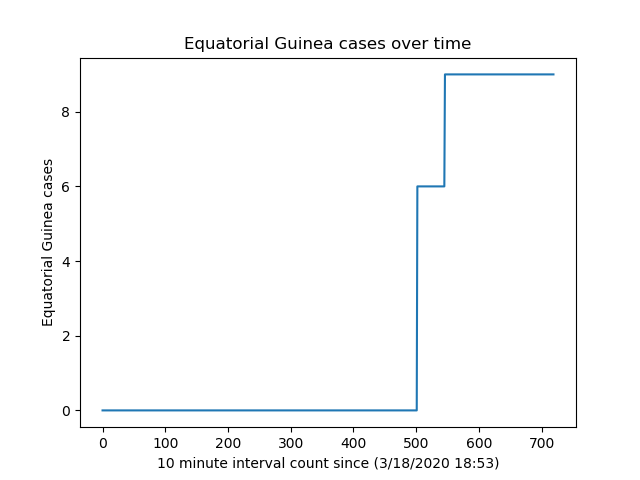 Equatorial Guinea cases over time
Equatorial Guinea cases
8
6
4
2
0
0 100 200 300 400 500 600 700
10 minute interval count since (3/18/2020 18:53)